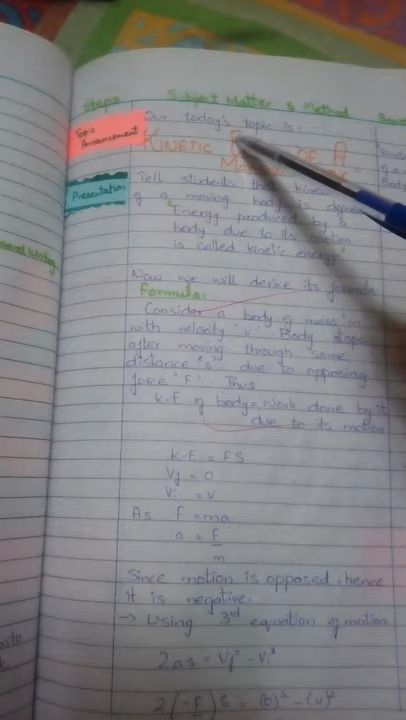 Steps
Subject Matter & Method
Topic
Announcement
Our today's topic is:
KINETIC OF A
Presentation
Tell students that
of a moving body is
"Energy produced by a
body due to its motion
is called kinetic energy"
Now we will derive its formula
Formula:
Consider a body of mass 'm'
with velocity 'v'. Body stops
after moving through some
distance 'S' due to opposing
force 'F'. Thus
K.E of body = Work done by it
due to its motion
K.E = FS
Vf = 0
Vi = V
As F = ma
a = F
m
Since motion is opposed, hence
it is negative.
→ Using 3rd equation of motion
2as = Vf² - Vi²
2(-F)S = (0)² - (v)²